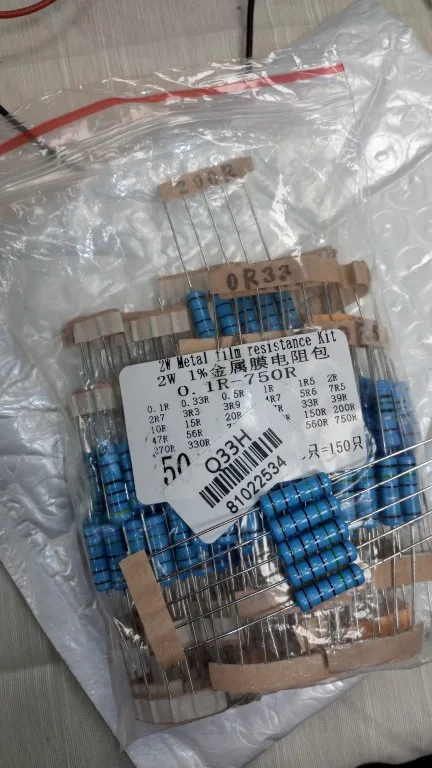 200R
0R33
2W Metal film resistance Kit
2W 1%金属膜电阻包
0.1R-750R
0.1R 0.33R 0.5R 1R 1R5 2R
2R7 3R3 3R9 4R7 5R6 7R5
10R 15R 20R 33R 39R
47R 56R 150R 200R
270R 330R 560R 750R
50 只=150只
Q33H
81022534